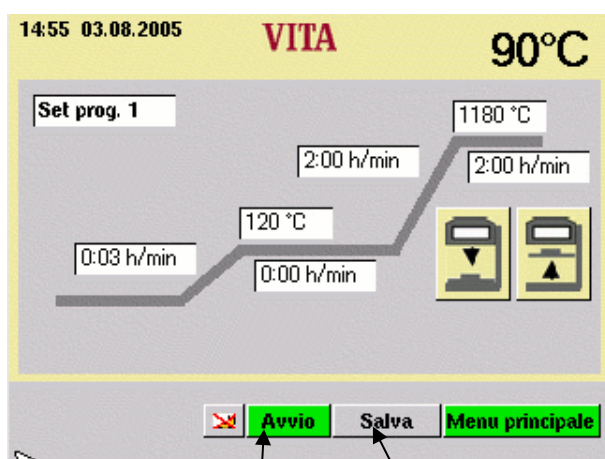 14:55 03.08.2005
VITA
90°C
Set prog. 1
1180 °C
2:00 h/min
2:00 h/min
120 °C
0:03 h/min
0:00 h/min
Avvio
Salva
Menu principale